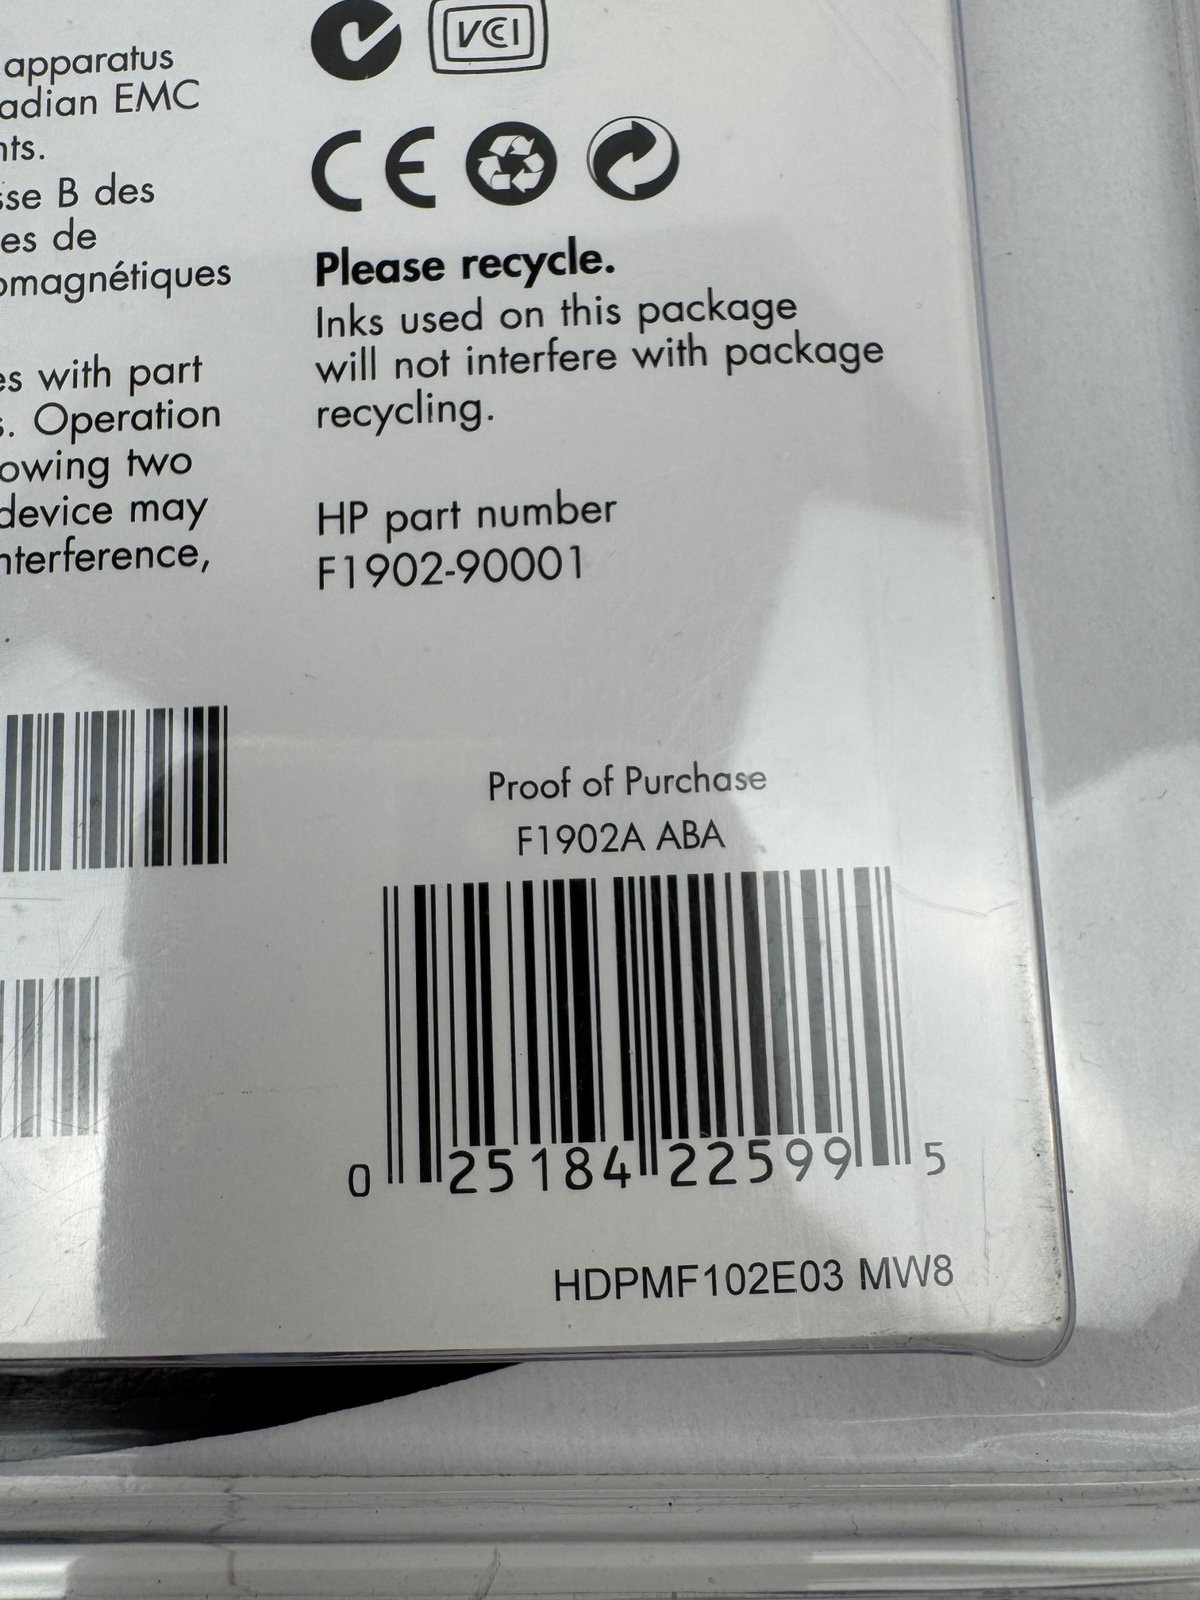 apparatus
adian EMC
nts.
sse B des
es de
omagnétiques
es with part
s. Operation
owing two
device may
nterference,
.
VCI
CE
Please recycle.
Inks used on this package
will not interfere with package
recycling.
HP part number
F1902-90001
Proof of Purchase
F1902A ABA
0 25184 22599 5
HDPMF102E03 MW8